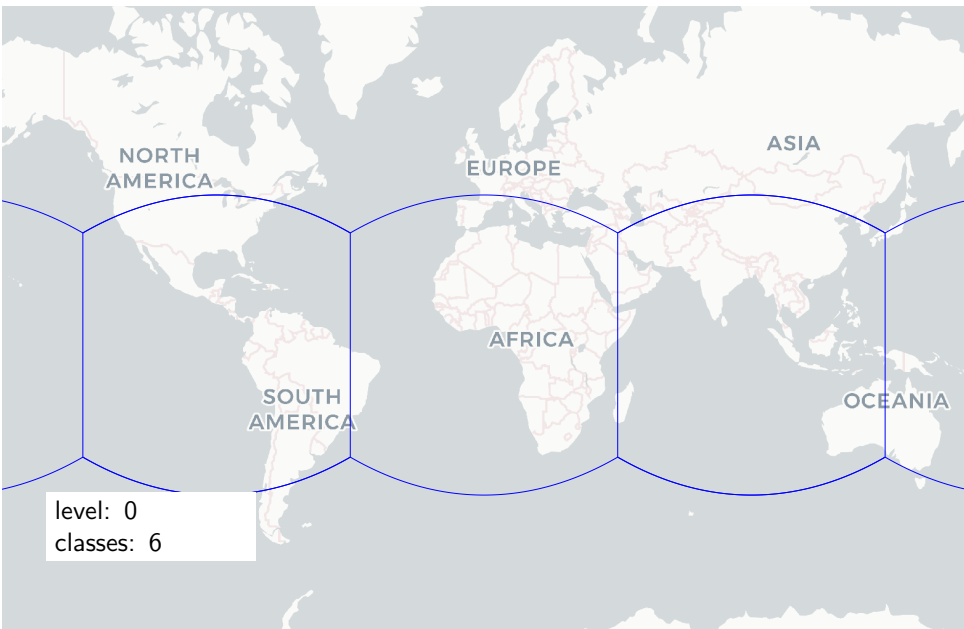 NORTH
AMERICA
EUROPE
ASIA
AFRICA
SOUTH
AMERICA
OCEANIA
level: 0
classes: 6